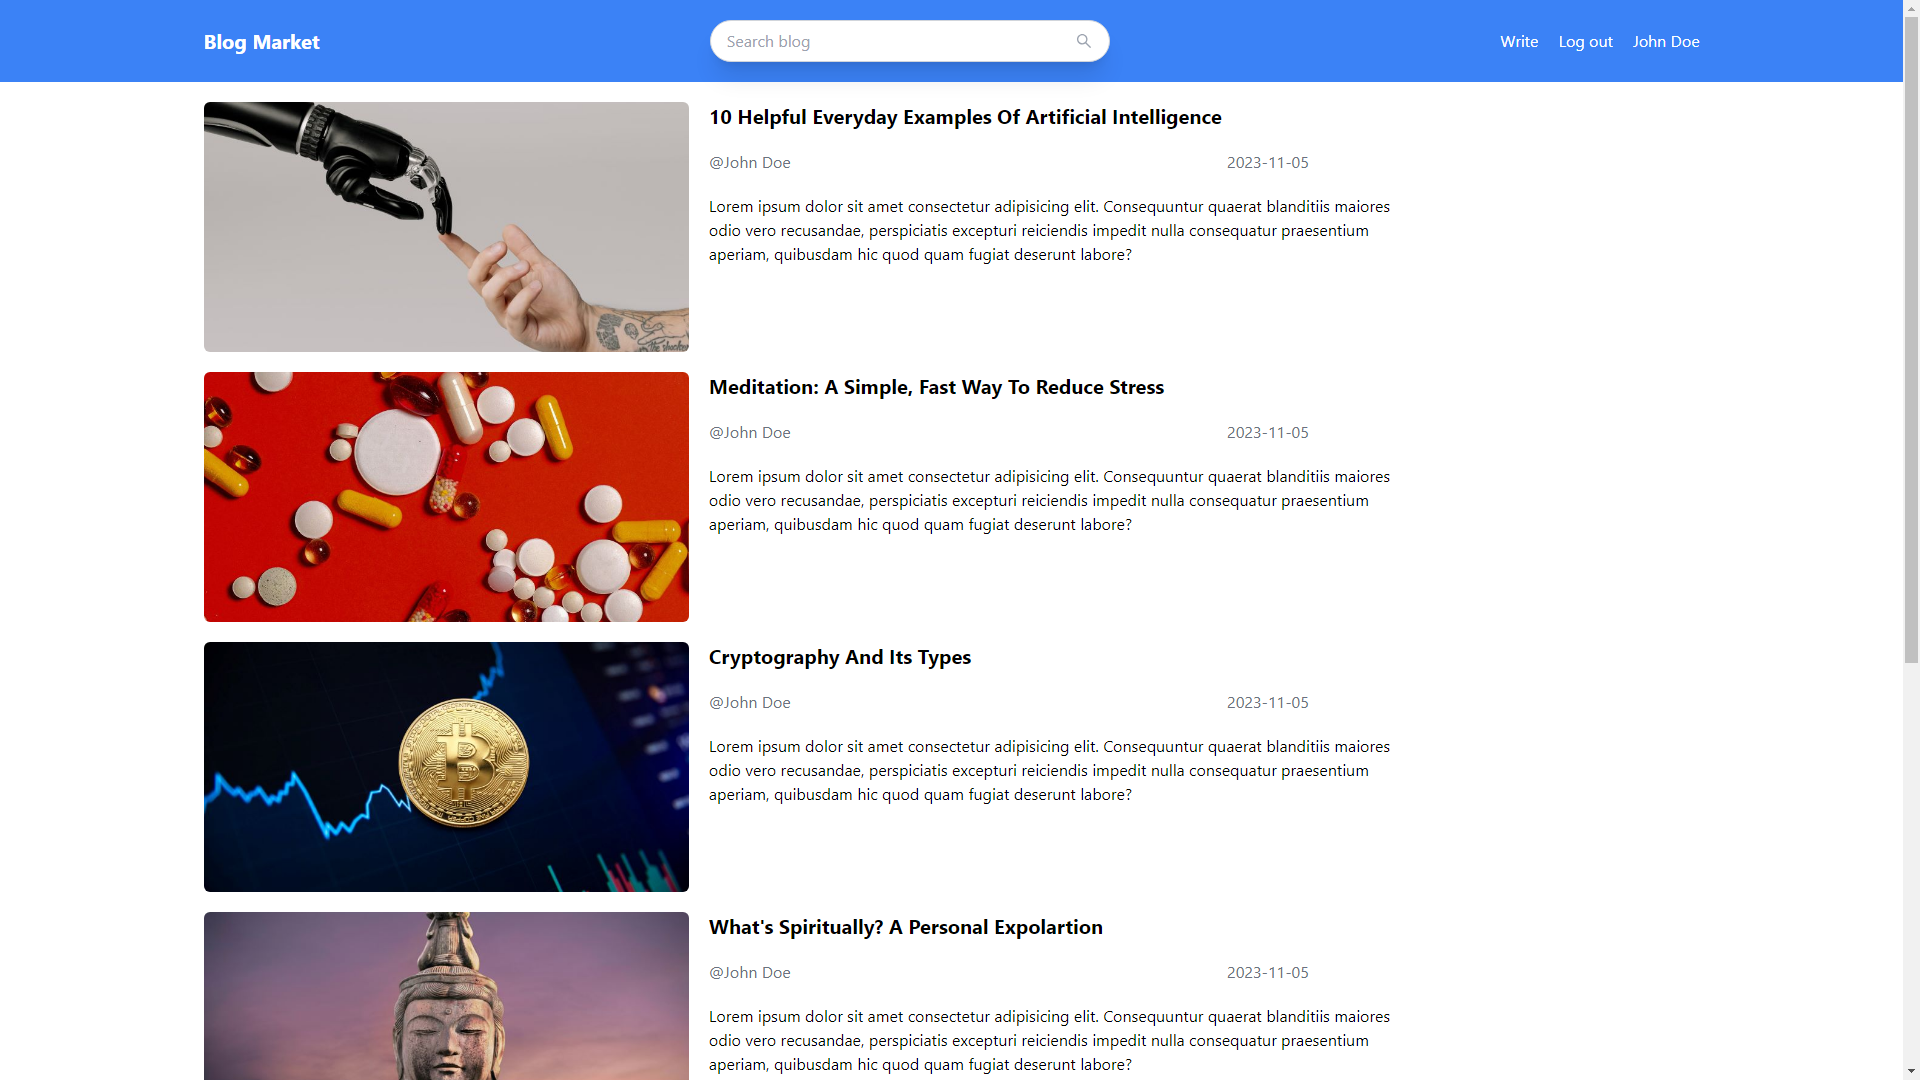 Blog Market
Search blog
Write Log out John Doe
10 Helpful Everyday Examples Of Artificial Intelligence
@John Doe 2023-11-05
Lorem ipsum dolor sit amet consectetur adipisicing elit. Consequuntur quaerat blanditiis maiores
odio vero recusandae, perspiciatis excepturi reiciendis impedit nulla consequatur praesentium
aperiam, quibusdam hic quod quam fugiat deserunt labore?
Meditation: A Simple, Fast Way To Reduce Stress
@John Doe 2023-11-05
Lorem ipsum dolor sit amet consectetur adipisicing elit. Consequuntur quaerat blanditiis maiores
odio vero recusandae, perspiciatis excepturi reiciendis impedit nulla consequatur praesentium
aperiam, quibusdam hic quod quam fugiat deserunt labore?
Cryptography And Its Types
@John Doe 2023-11-05
Lorem ipsum dolor sit amet consectetur adipisicing elit. Consequuntur quaerat blanditiis maiores
odio vero recusandae, perspiciatis excepturi reiciendis impedit nulla consequatur praesentium
aperiam, quibusdam hic quod quam fugiat deserunt labore?
What's Spiritually? A Personal Expolartion
@John Doe 2023-11-05
Lorem ipsum dolor sit amet consectetur adipisicing elit. Consequuntur quaerat blanditiis maiores
odio vero recusandae, perspiciatis excepturi reiciendis impedit nulla consequatur praesentium
aperiam, quibusdam hic quod quam fugiat deserunt labore?